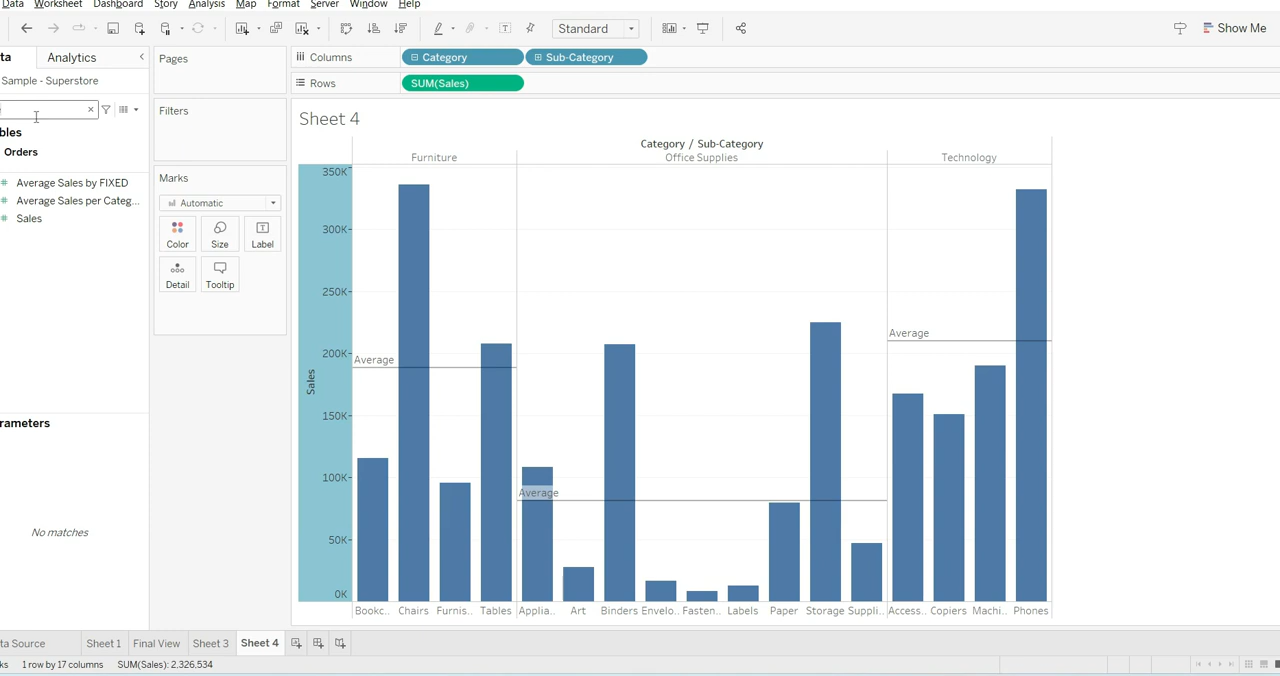 Data Worksheet Dashboard Story Analysis Map Format Server Window Help
Standard
Show Me
ta Analytics
Sample - Superstore
bles
Orders
Average Sales by FIXED
Average Sales per Categ...
Sales
rameters
No matches
Pages
Filters
Marks
Automatic
Color Size Label
Detail Tooltip
Columns Category Sub-Category
Rows SUM(Sales)
Sheet 4
Category / Sub-Category
Furniture Office Supplies Technology
350K
300K
250K
200K
150K
100K
50K
0K
Sales
Average
Average
Average
Bookc.. Chairs Furnis.. Tables Applia.. Art Binders Envelo.. Fasten.. Labels Paper Storage Suppli.. Access.. Copiers Machi.. Phones
ta Source Sheet 1 Final View Sheet 3 Sheet 4
ks 1 row by 17 columns SUM(Sales): 2.326.534